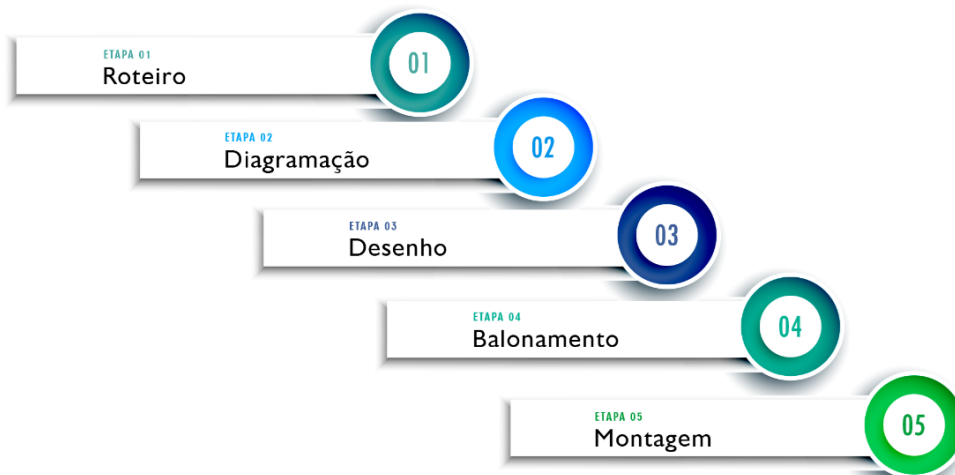 ETAPA 01
Roteiro
01
ETAPA 02
Diagramação
02
ETAPA 03
Desenho
03
ETAPA 04
Balonamento
04
ETAPA 05
Montagem
05